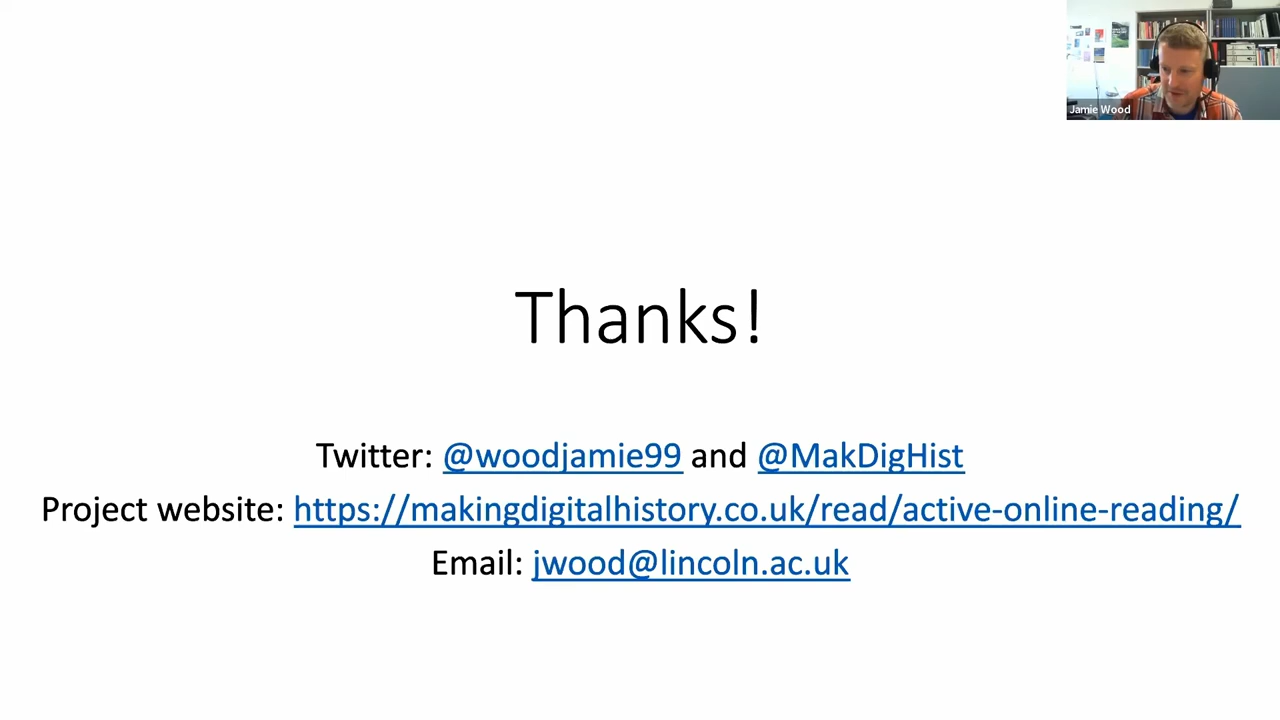 Jamie Wood
Thanks!
Twitter: @woodjamie99 and @MakDigHist
Project website: https://makingdigitalhistory.co.uk/read/active-online-reading/
Email: jwood@lincoln.ac.uk